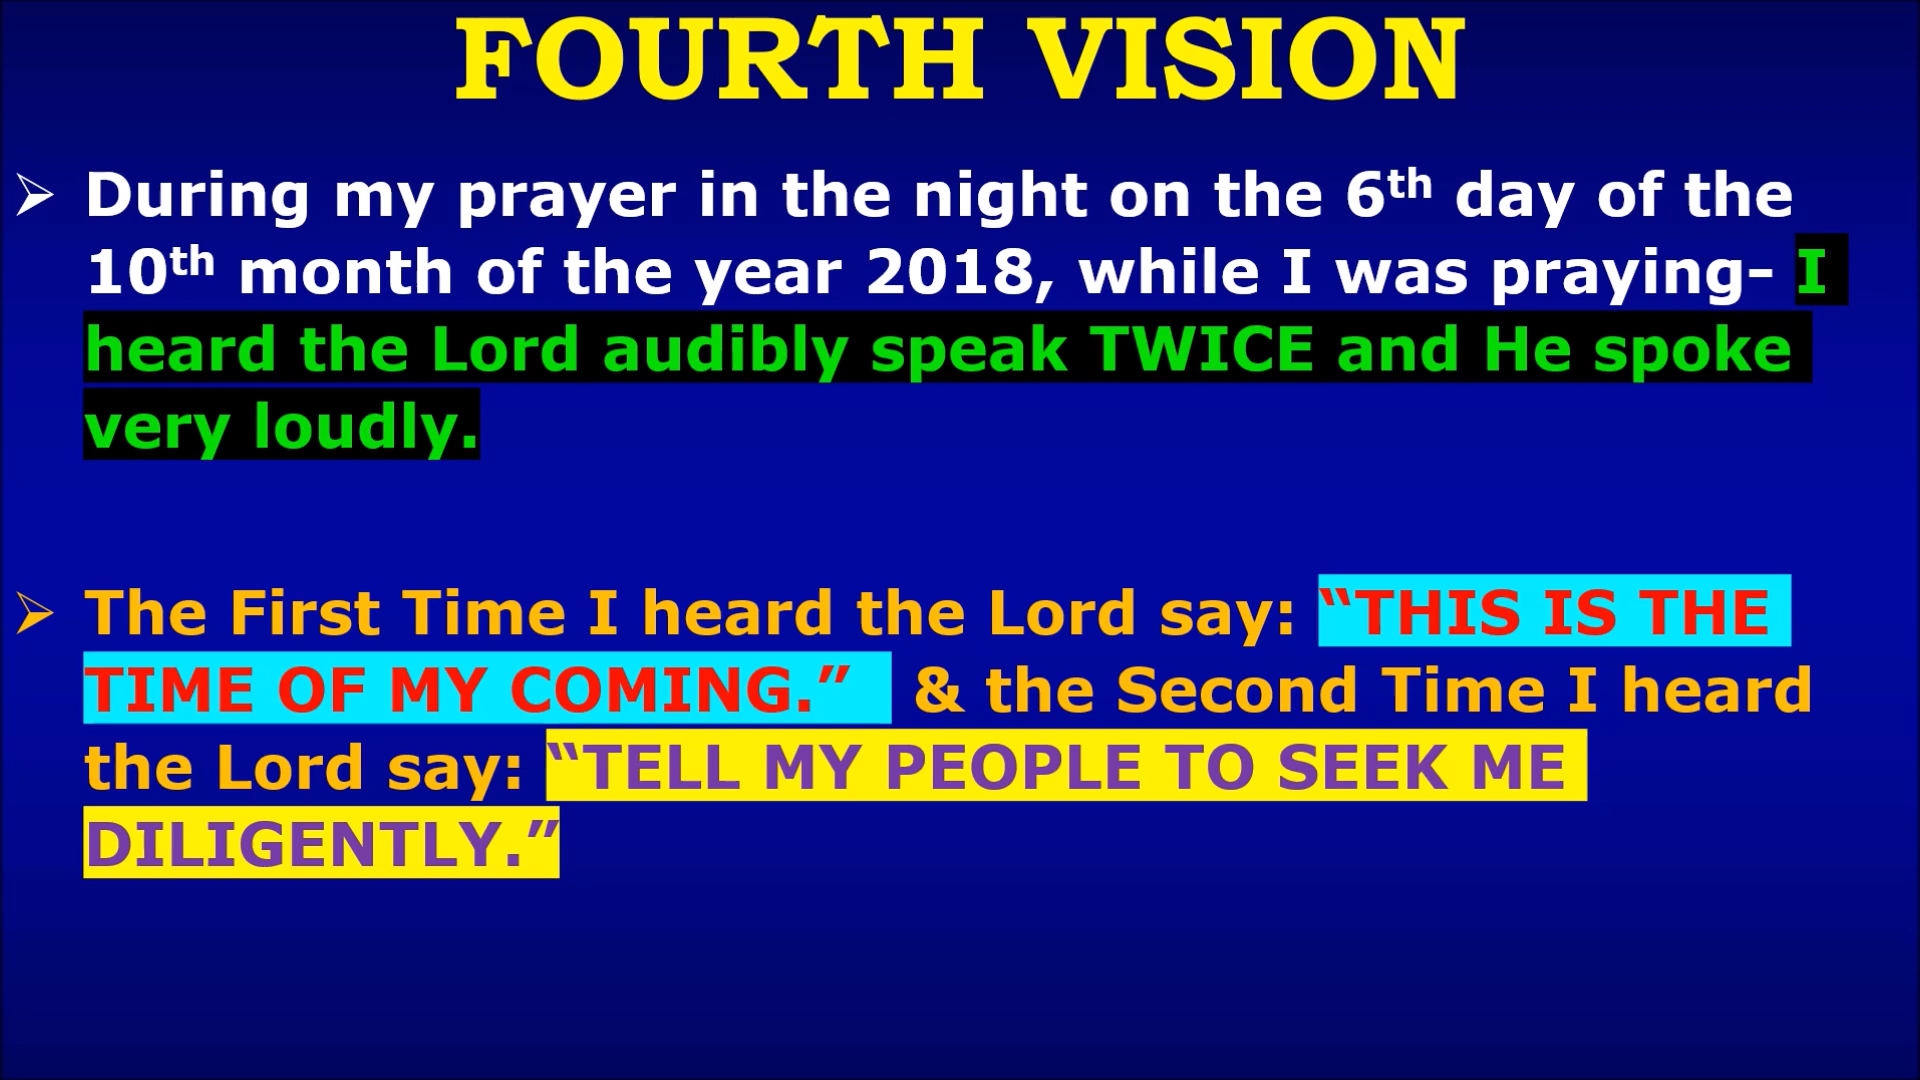 FOURTH VISION
➢ During my prayer in the night on the 6th day of the
10th month of the year 2018, while I was praying- I
heard the Lord audibly speak TWICE and He spoke
very loudly.
➢ The First Time I heard the Lord say: “THIS IS THE
TIME OF MY COMING.” & the Second Time I heard
the Lord say: “TELL MY PEOPLE TO SEEK ME
DILIGENTLY.”